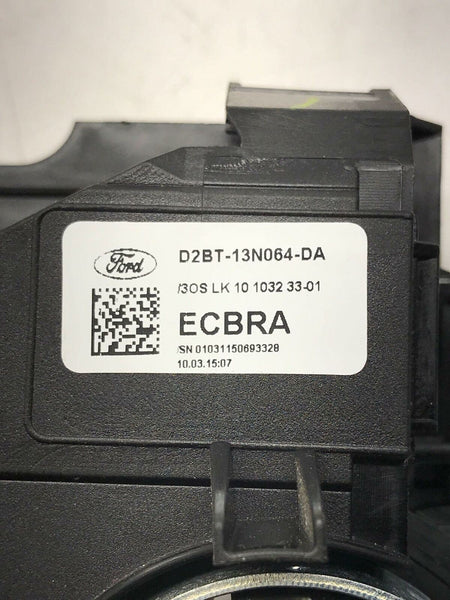 Ford
D2BT-13N064-DA
/3OS LK 10 1032 33-01
ECBRA
/SN 01031150693328
10.03.15:07